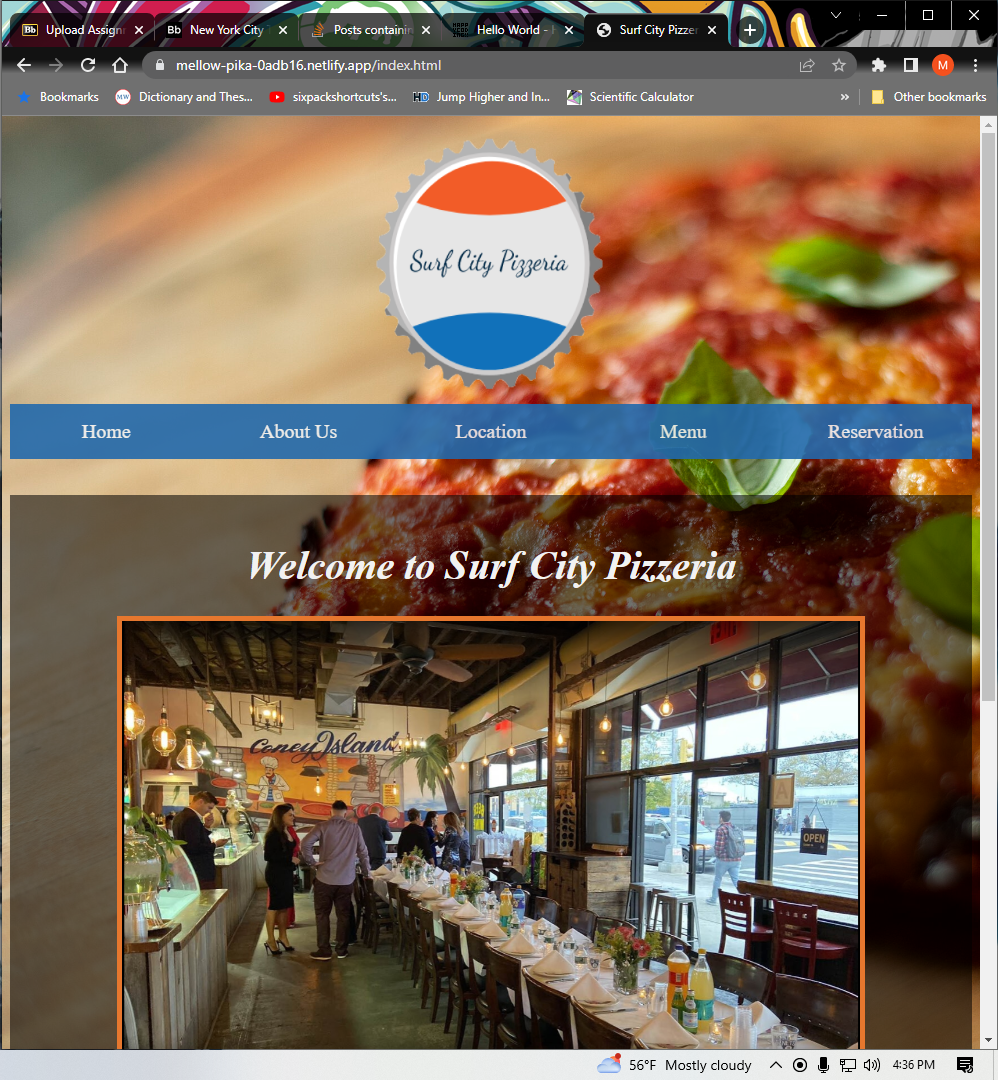 Upload Assign
New York City T
Posts containin
Hello World -
Surf City Pizzer
mellow-pika-0adb16.netlify.app/index.html
M
Bookmarks
Dictionary and Thes...
sixpackshortcuts's...
Jump Higher and In...
Scientific Calculator
»
Other bookmarks
Surf City Pizzeria
Home
About Us
Location
Menu
Reservation
Welcome to Surf City Pizzeria
Coney Island
A
OPEN
56°F Mostly cloudy
4:36 PM